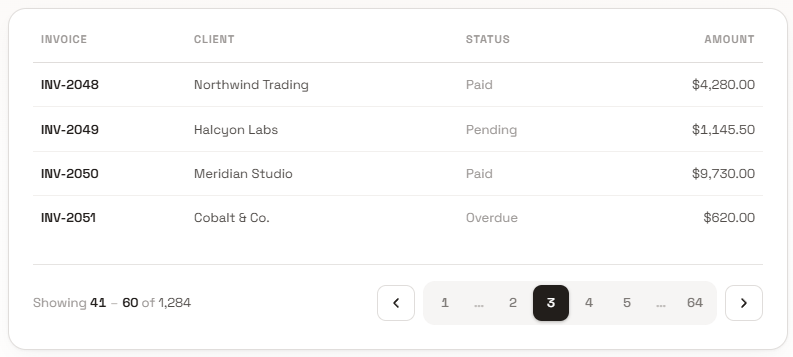 INVOICE CLIENT STATUS AMOUNT
INV-2048 Northwind Trading Paid $4,280.00
INV-2049 Halcyon Labs Pending $1,145.50
INV-2050 Meridian Studio Paid $9,730.00
INV-2051 Cobalt & Co. Overdue $620.00
Showing 41 – 60 of 1,284 1 ... 2 3 4 5 ... 64